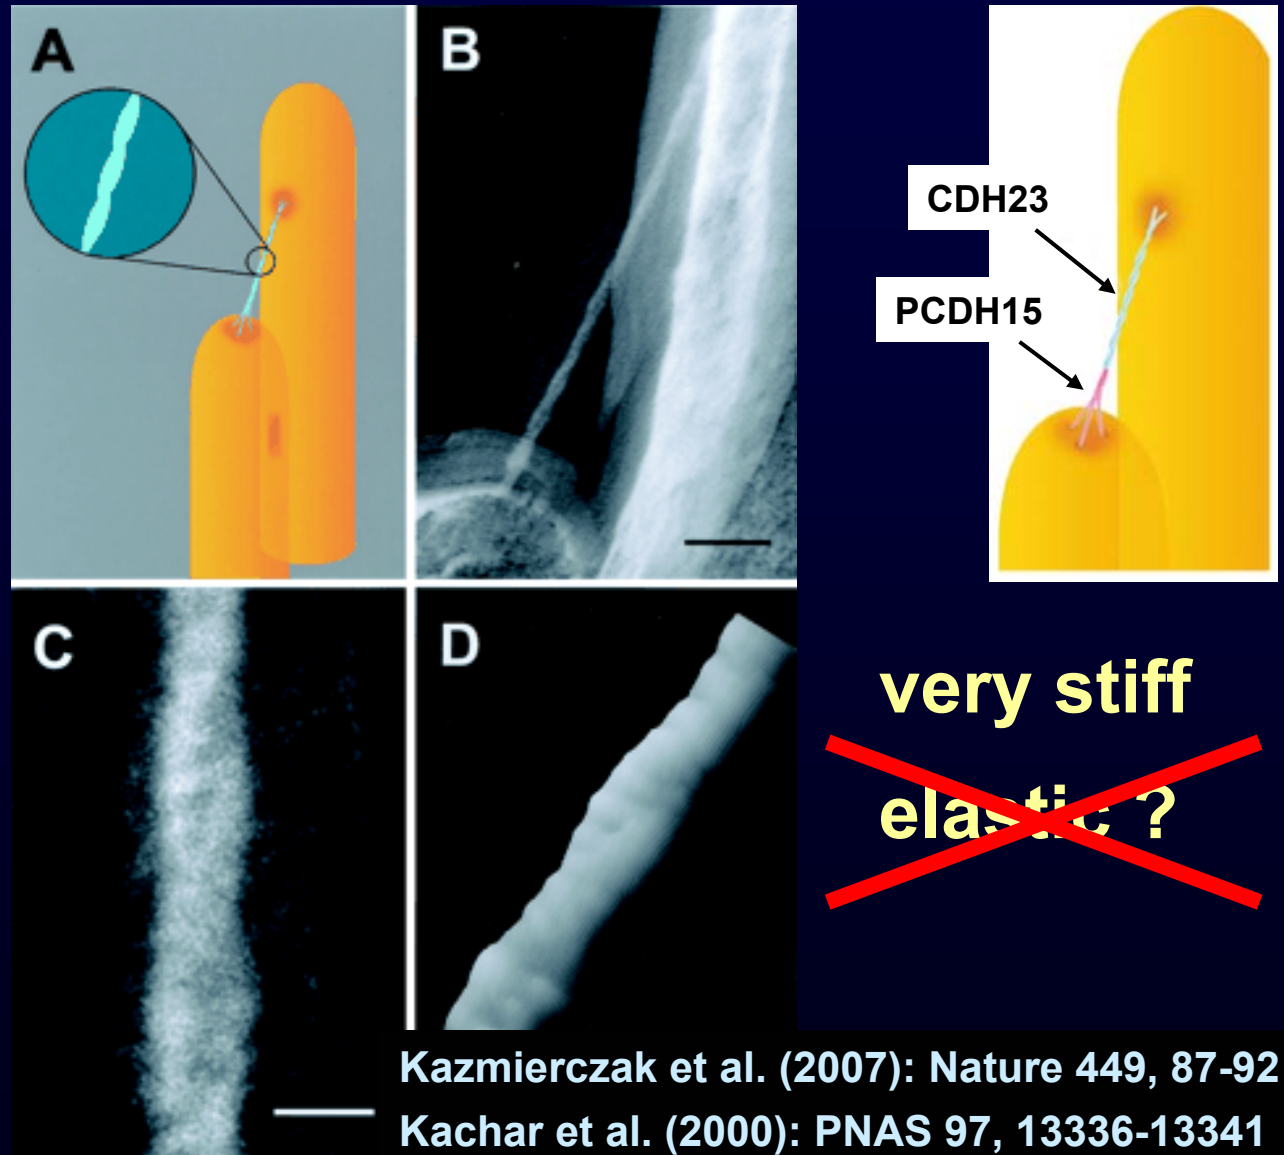 A
B
CDH23
PCDH15
C
D
very stiff
elastic ?
Kazmierczak et al. (2007): Nature 449, 87-92
Kachar et al. (2000): PNAS 97, 13336-13341